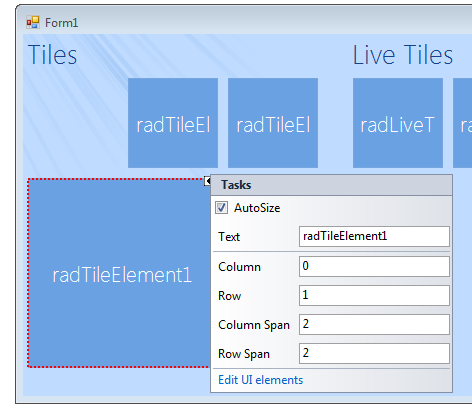 Form1
Tiles
Live Tiles
radTileEl
radTileEl
radLiveT
ra
radTileElement1
Tasks
AutoSize
Text radTileElement1
Column 0
Row 1
Column Span 2
Row Span 2
Edit UI elements